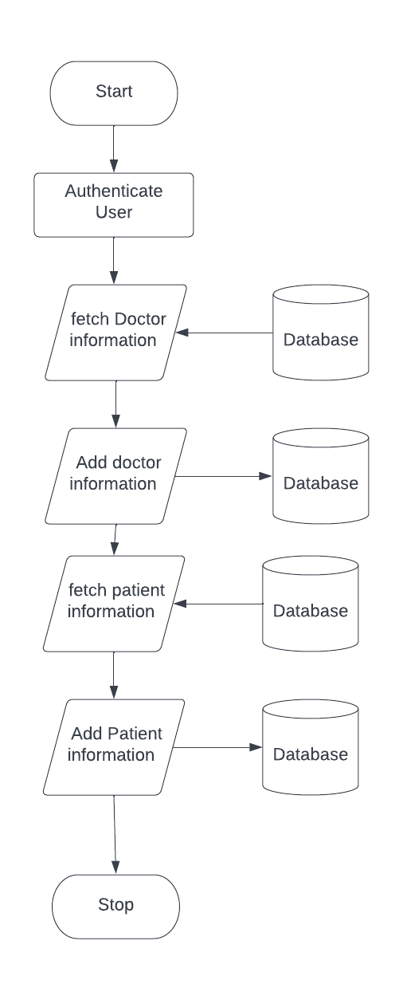 Start
Authenticate
User
fetch Doctor
information
Database
Add doctor
information
Database
fetch patient
information
Database
Add Patient
information
Database
Stop